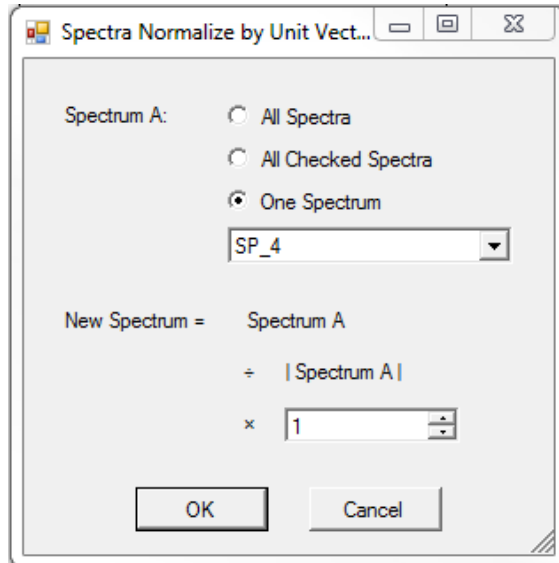 Spectra Normalize by Unit Vect...
Spectrum A: All Spectra
All Checked Spectra
One Spectrum
SP_4
New Spectrum = Spectrum A
÷ | Spectrum A |
× 1
OK Cancel